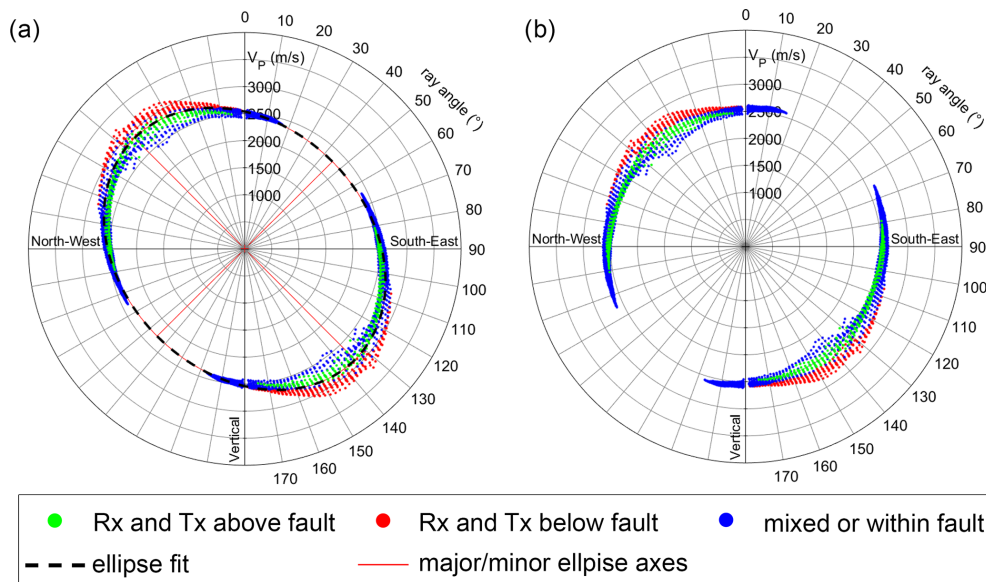 (a)
0
10
20
30
40
50
60
70
80
90
100
110
120
130
140
150
160
170
ray angle (°)
VP (m/s)
3000
2500
2000
1500
1000
North-West
South-East
Vertical
(b)
0
10
20
30
40
50
60
70
80
90
100
110
120
130
140
150
160
170
ray angle (°)
VP (m/s)
3000
2500
2000
1500
1000
North-West
South-East
Vertical
Rx and Tx above fault
Rx and Tx below fault
mixed or within fault
ellipse fit
major/minor ellpise axes